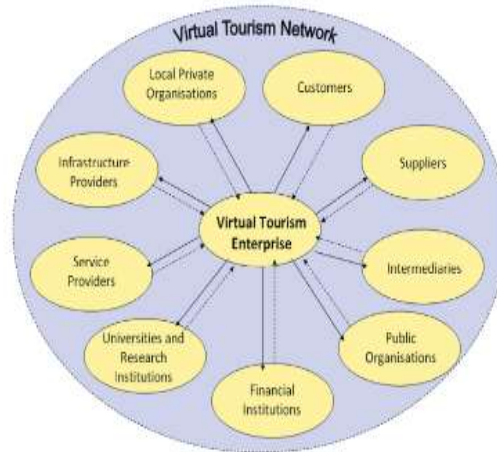 Virtual Tourism Network
Local Private
Organisations
Customers
Infrastructure
Providers
Suppliers
Virtual Tourism
Enterprise
Service
Providers
Intermediaries
Universities and
Research
Institutions
Public
Organisations
Financial
Institutions